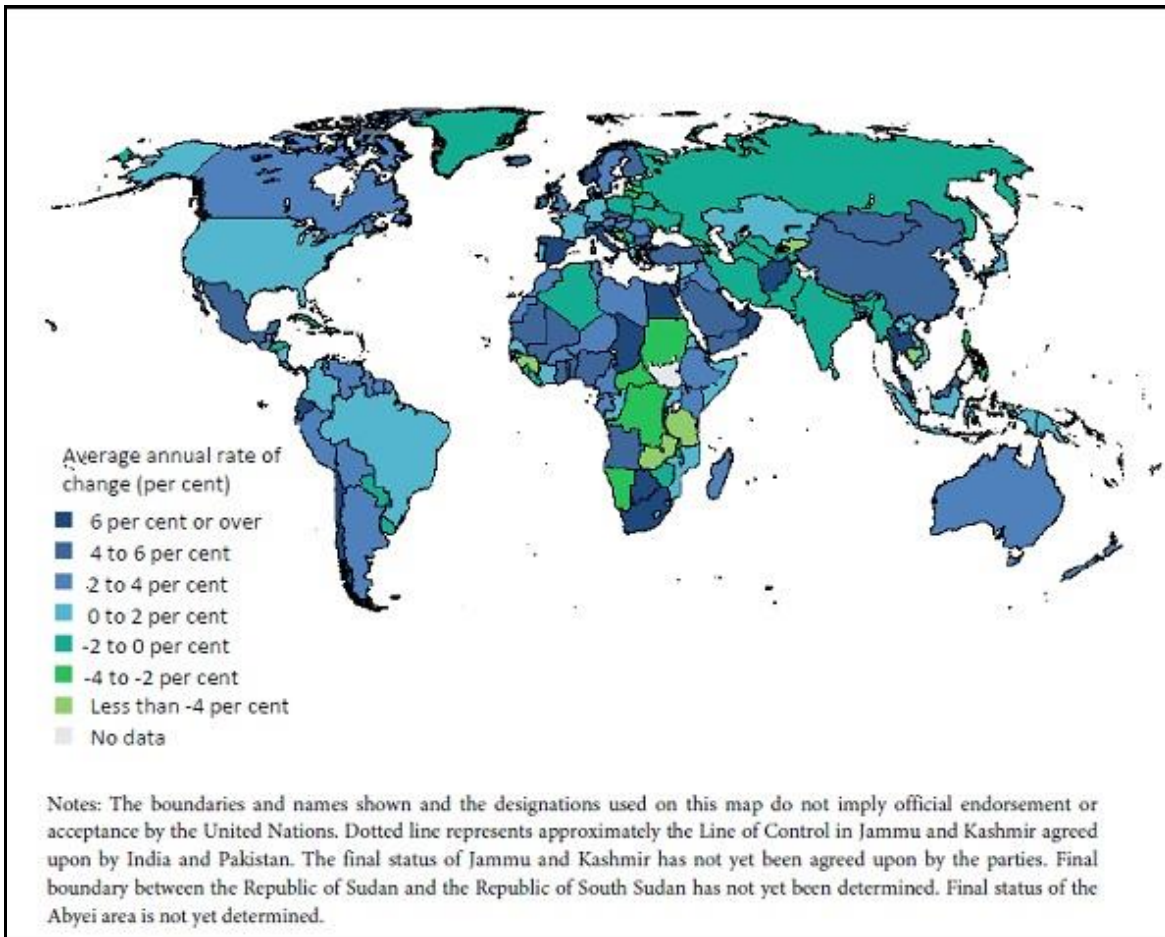 Average annual rate of
change (per cent)
6 per cent or over
4 to 6 per cent
2 to 4 per cent
0 to 2 per cent
-2 to 0 per cent
-4 to -2 per cent
Less than -4 per cent
No data
Notes: The boundaries and names shown and the designations used on this map do not imply official endorsement or
acceptance by the United Nations. Dotted line represents approximately the Line of Control in Jammu and Kashmir agreed
upon by India and Pakistan. The final status of Jammu and Kashmir has not yet been agreed upon by the parties. Final
boundary between the Republic of Sudan and the Republic of South Sudan has not yet been determined. Final status of the
Abyei area is not yet determined.